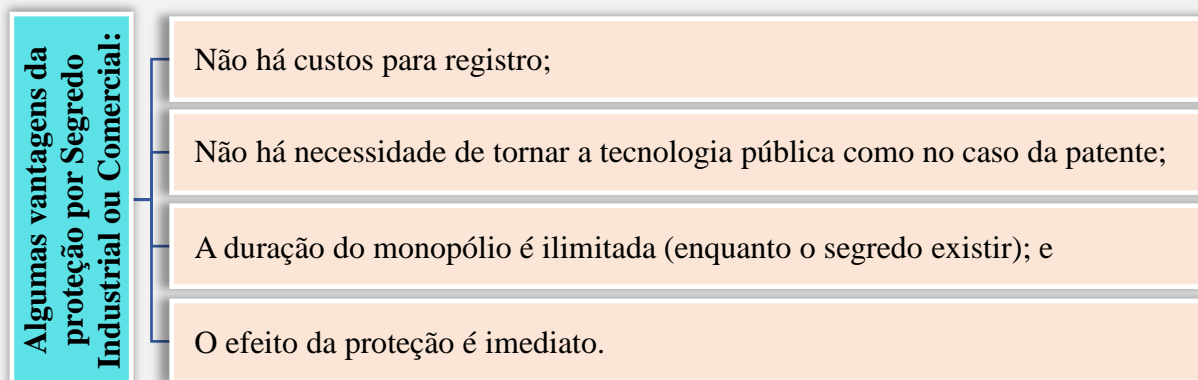 Algumas vantagens da
proteção por Segredo
Industrial ou Comercial:
Não há custos para registro;
Não há necessidade de tornar a tecnologia pública como no caso da patente;
A duração do monopólio é ilimitada (enquanto o segredo existir); e
O efeito da proteção é imediato.